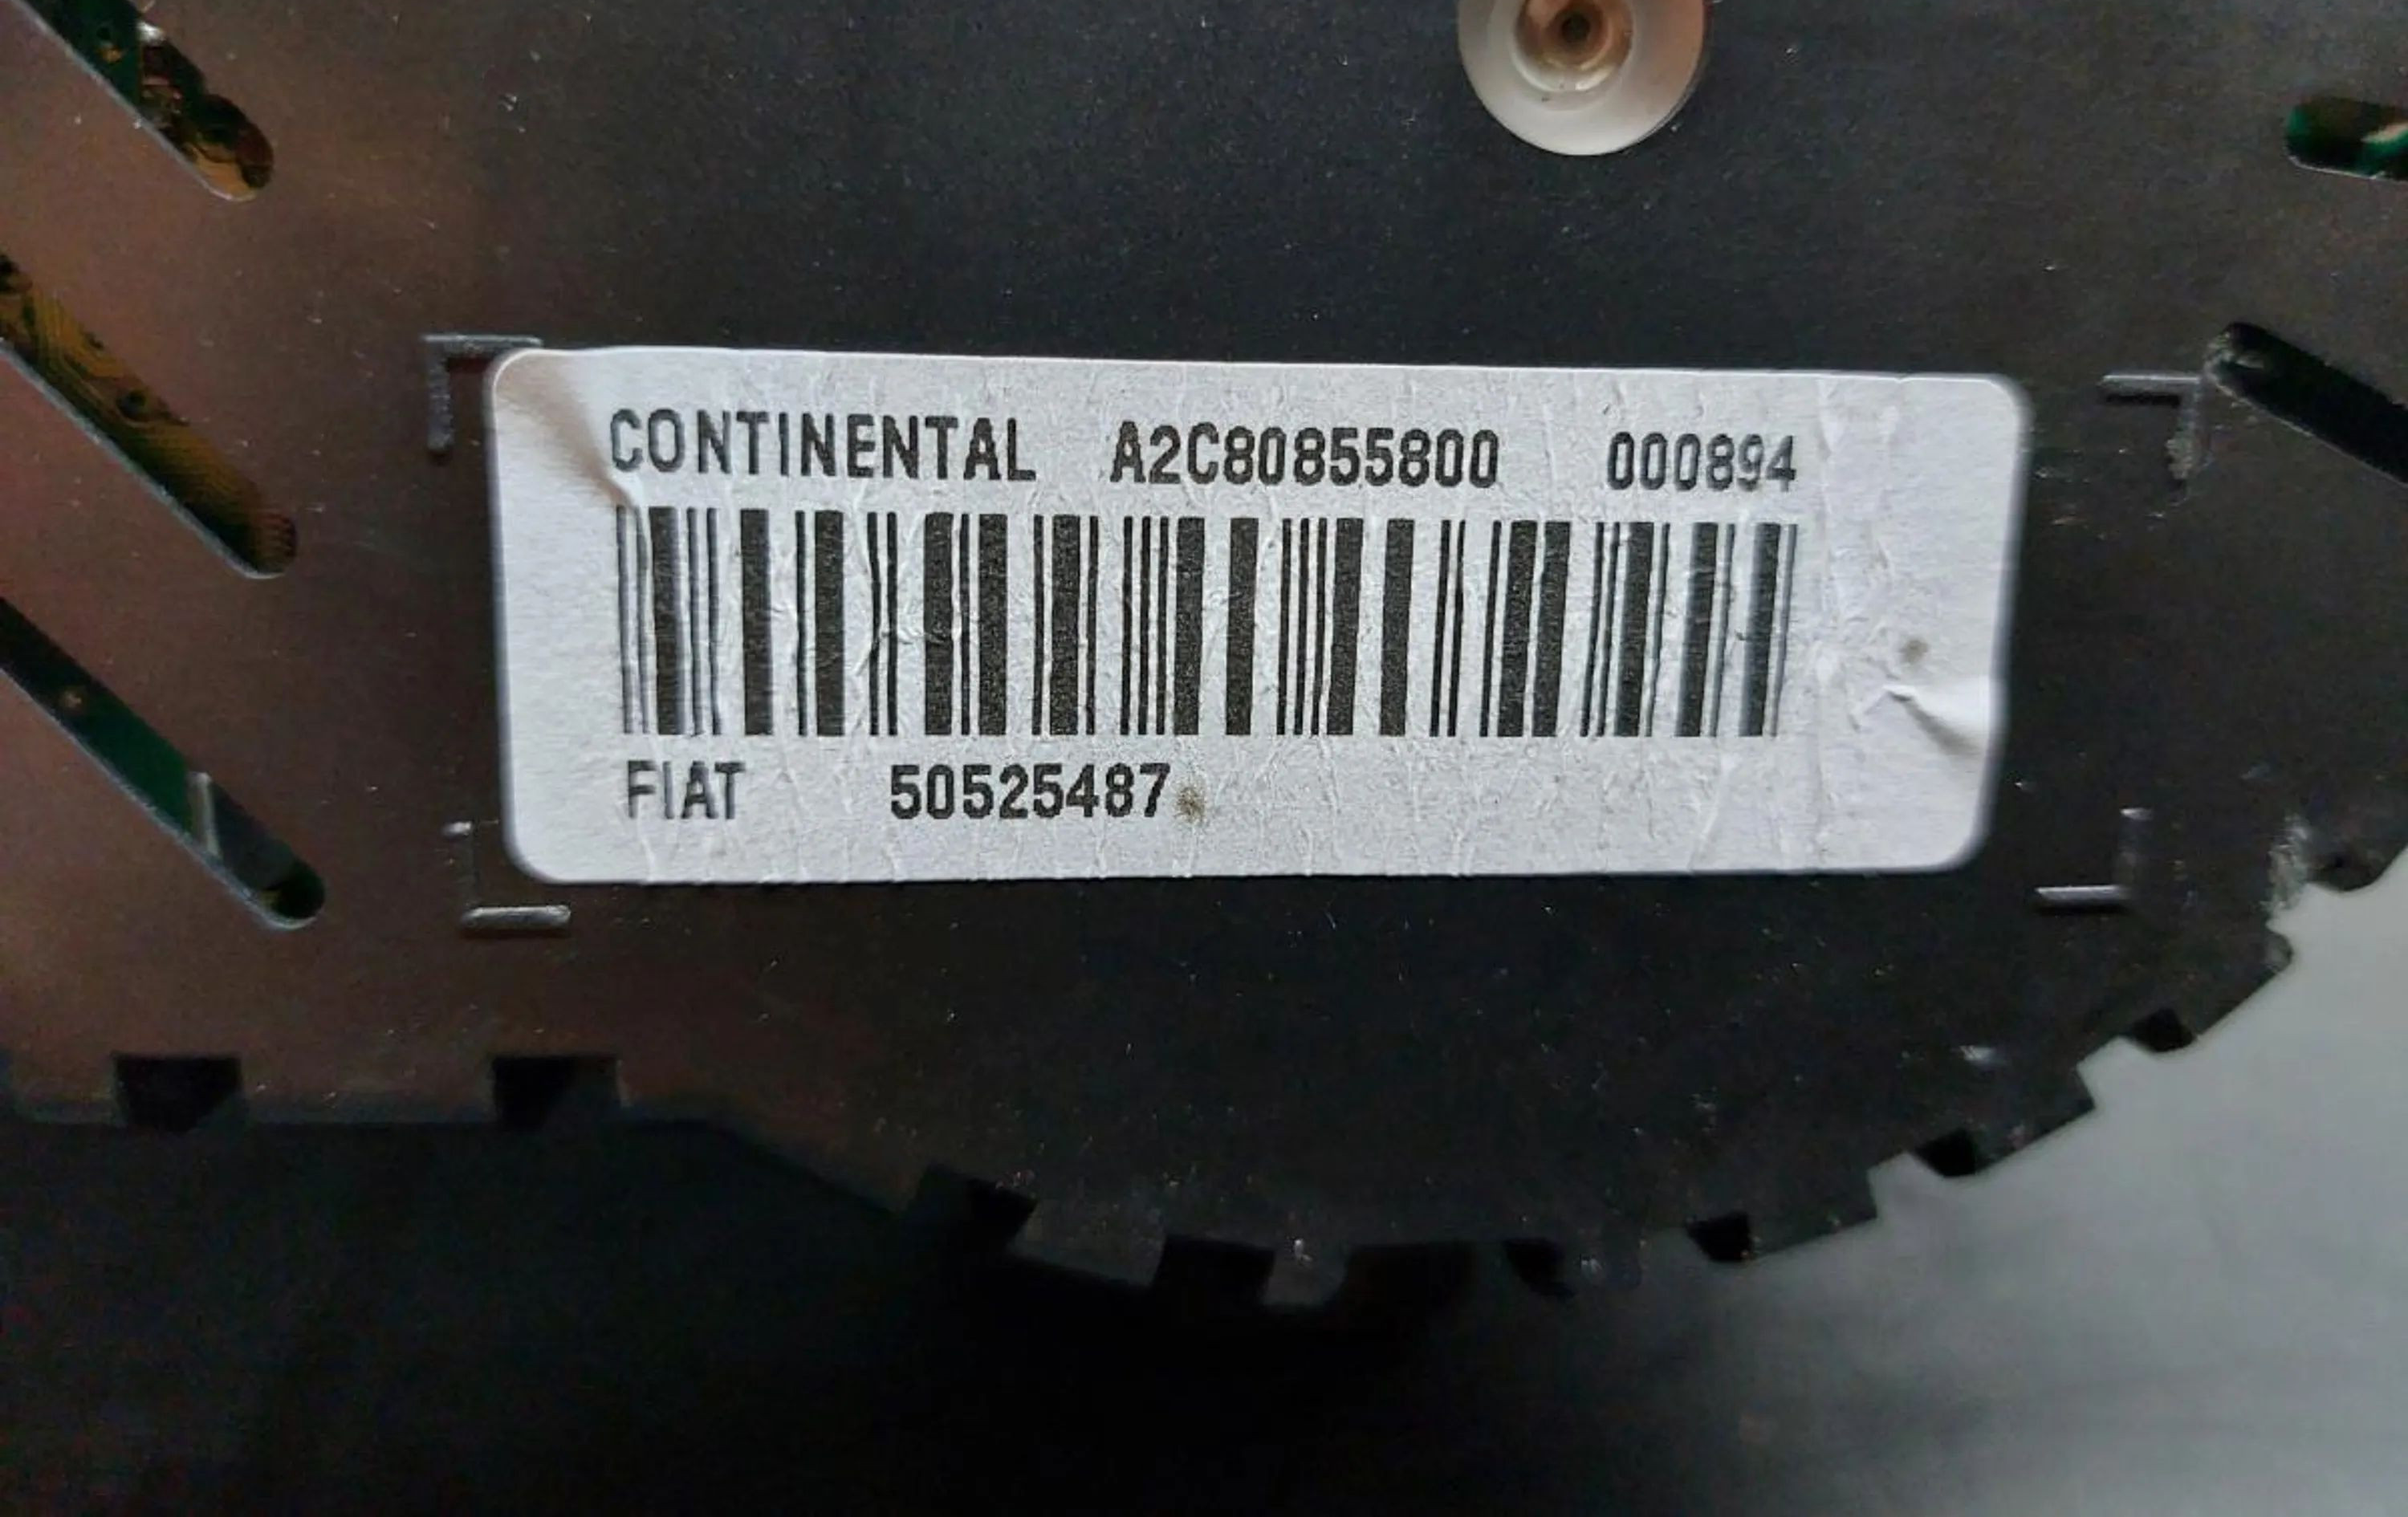 CONTINENTAL A2C80855800 000894
FIAT 50525487